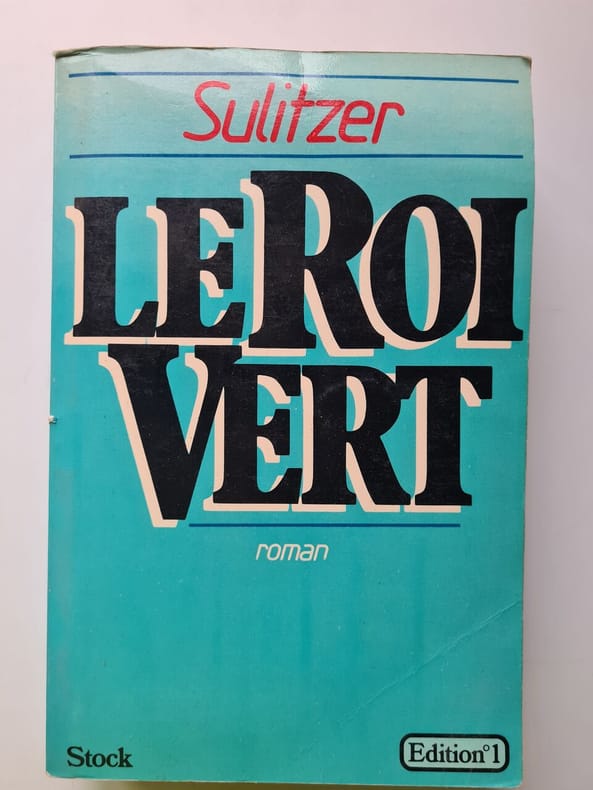 Sulitzer
LE ROI
VERT
roman
Stock
Edition°1